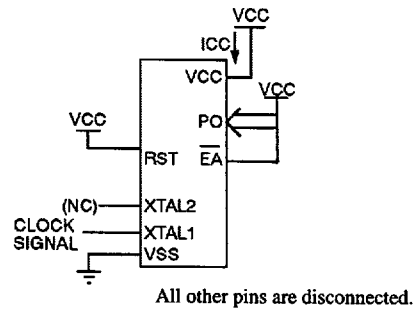 VCC
ICC
VCC
VCC
VCC
PO
RST
EA
(NC)
XTAL2
CLOCK
SIGNAL
XTAL1
VSS
All other pins are disconnected.